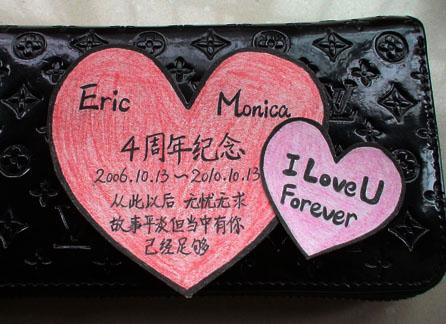 Eric Monica
4周年纪念
2006.10.13～2010.10.13
从此以后 无忧无求
故事平淡但当中有你
已经足够
I Love U
Forever